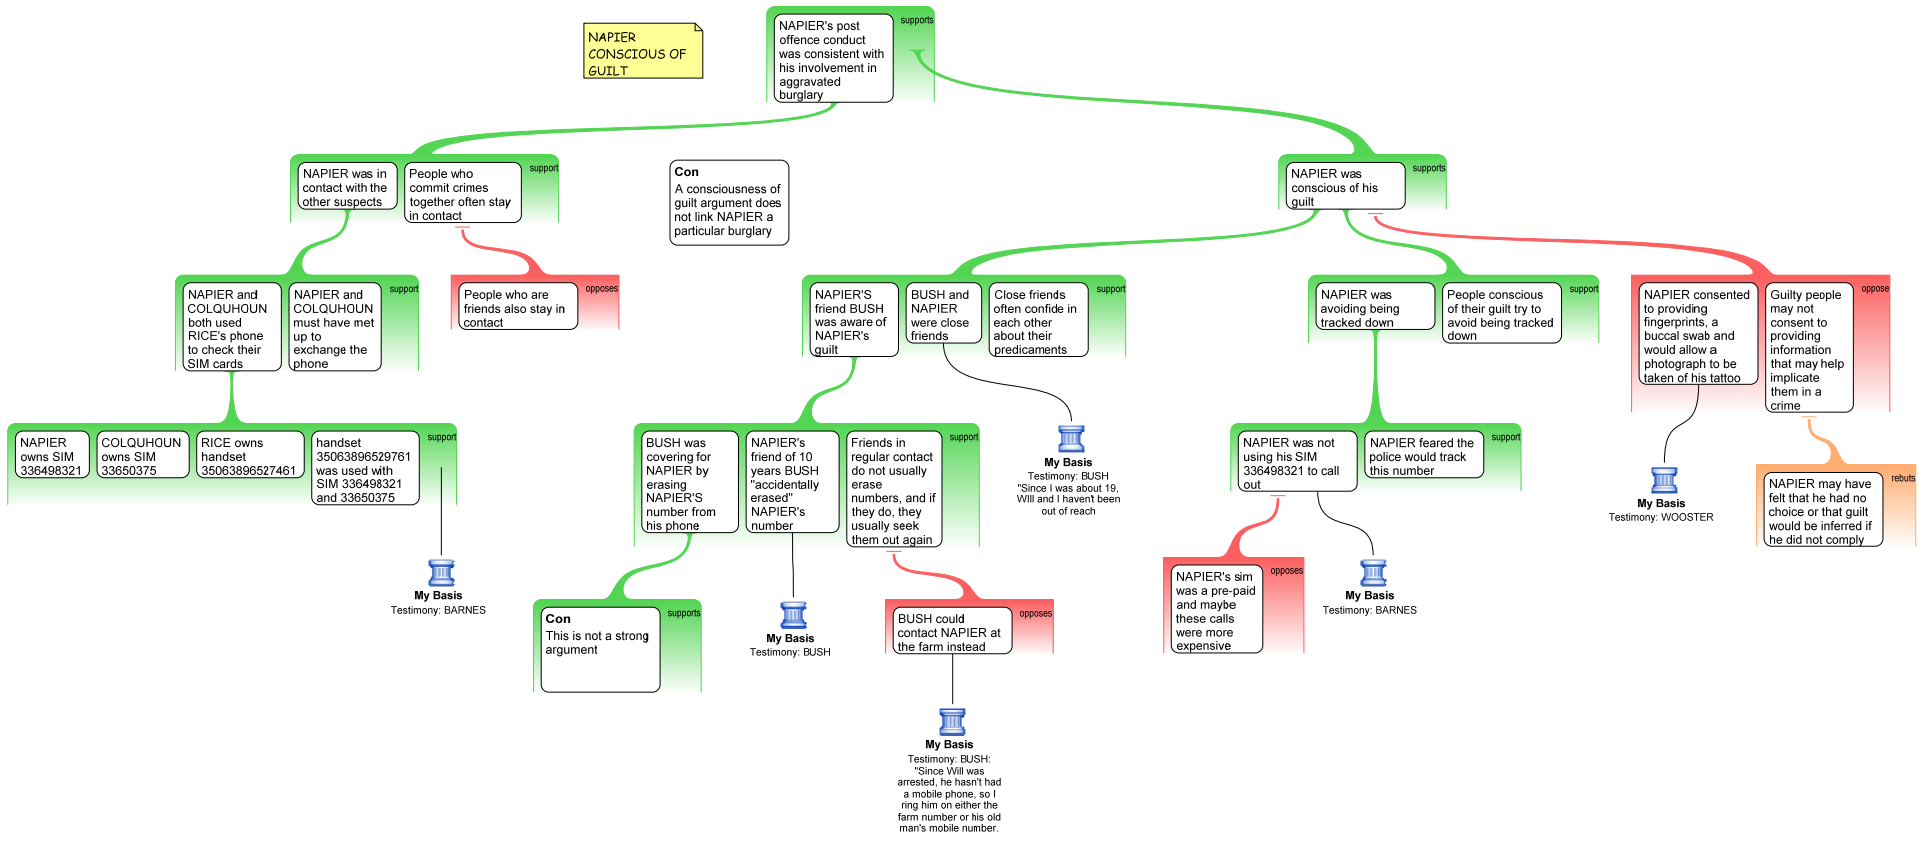 NAPIER
CONSCIOUS OF
GUILT
NAPIER's post
offence conduct
was consistent with
his involvement in
aggravated
burglary
supports
NAPIER was in
contact with the
other suspects
People who
commit crimes
together often stay
in contact
support
Con
A consciousness of
guilt argument does
not link NAPIER a
particular burglary
NAPIER was
conscious of his
guilt
supports
NAPIER and
COLQUHOUN
both used
RICE's phone
to check their
SIM cards
NAPIER and
COLQUHOUN
must have met
up to
exchange the
phone
support
People who are
friends also stay in
contact
opposes
NAPIER'S
friend BUSH
was aware of
NAPIER's
guilt
BUSH and
NAPIER
were close
friends
Close friends
often confide in
each other
about their
predicaments
support
NAPIER was
avoiding being
tracked down
People conscious
of their guilt try to
avoid being tracked
down
support
NAPIER consented
to providing
fingerprints, a
buccal swab and
would allow a
photograph to be
taken of his tattoo
Guilty people
may not
consent to
providing
information
that may help
implicate
them in a
crime
oppose
NAPIER
owns SIM
336498321
COLQUHOUN
owns SIM
33650375
RICE owns
handset
35063896527461
handset
35063896529761
was used with
SIM 336498321
and 33650375
support
BUSH was
covering for
NAPIER by
erasing
NAPIER'S
number from
his phone
NAPIER's
friend of 10
years BUSH
"accidentally
erased"
NAPIER's
number
Friends in
regular contact
do not usually
erase
numbers, and if
they do, they
usually seek
them out again
support
My Basis
Testimony: BUSH
"Since I was about 19,
WIll and I haven't been
out of reach
NAPIER was not
using his SIM
336498321 to call
out
NAPIER feared the
police would track
this number
support
My Basis
Testimony: WOOSTER
NAPIER may have
felt that he had no
choice or that guilt
would be inferred if
he did not comply
rebuts
My Basis
Testimony: BARNES
Con
This is not a strong
argument
supports
My Basis
Testimony: BUSH
BUSH could
contact NAPIER at
the farm instead
opposes
NAPIER's sim
was a pre-paid
and maybe
these calls
were more
expensive
opposes
My Basis
Testimony: BARNES
My Basis
Testimony: BUSH:
"Since Will was
arrested, he hasn't had
a mobile phone, so I
ring him on either the
farm number or his old
man's mobile number.